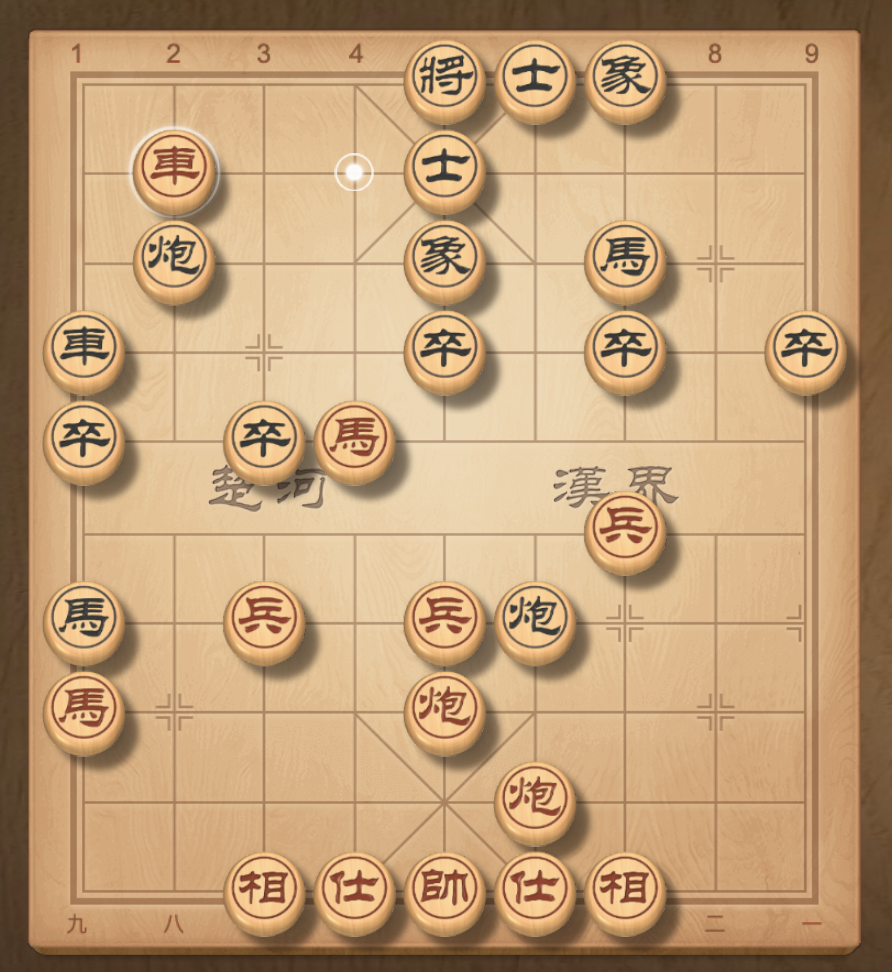 1 2 3 4 8 9
將 士 象
車 士
炮 象 馬
車 卒 卒 卒
卒 卒 馬
楚河 漢界
兵
馬 兵 兵 炮
馬 炮
炮
相 仕 帥 仕 相
九 八 二 一